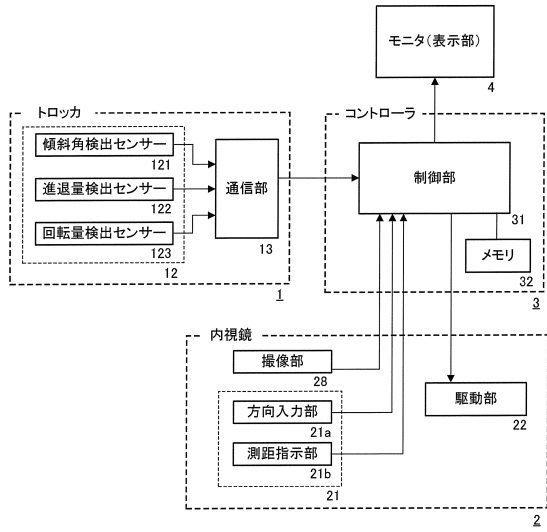 モニタ(表示部)
4
トロッカ
傾斜角検出センサー
121
進退量検出センサー
122
回転量検出センサー
123
12
通信部
13
1
コントローラ
制御部
31
メモリ
32
3
内視鏡
撮像部
28
方向入力部
21a
測距指示部
21b
21
駆動部
22
2